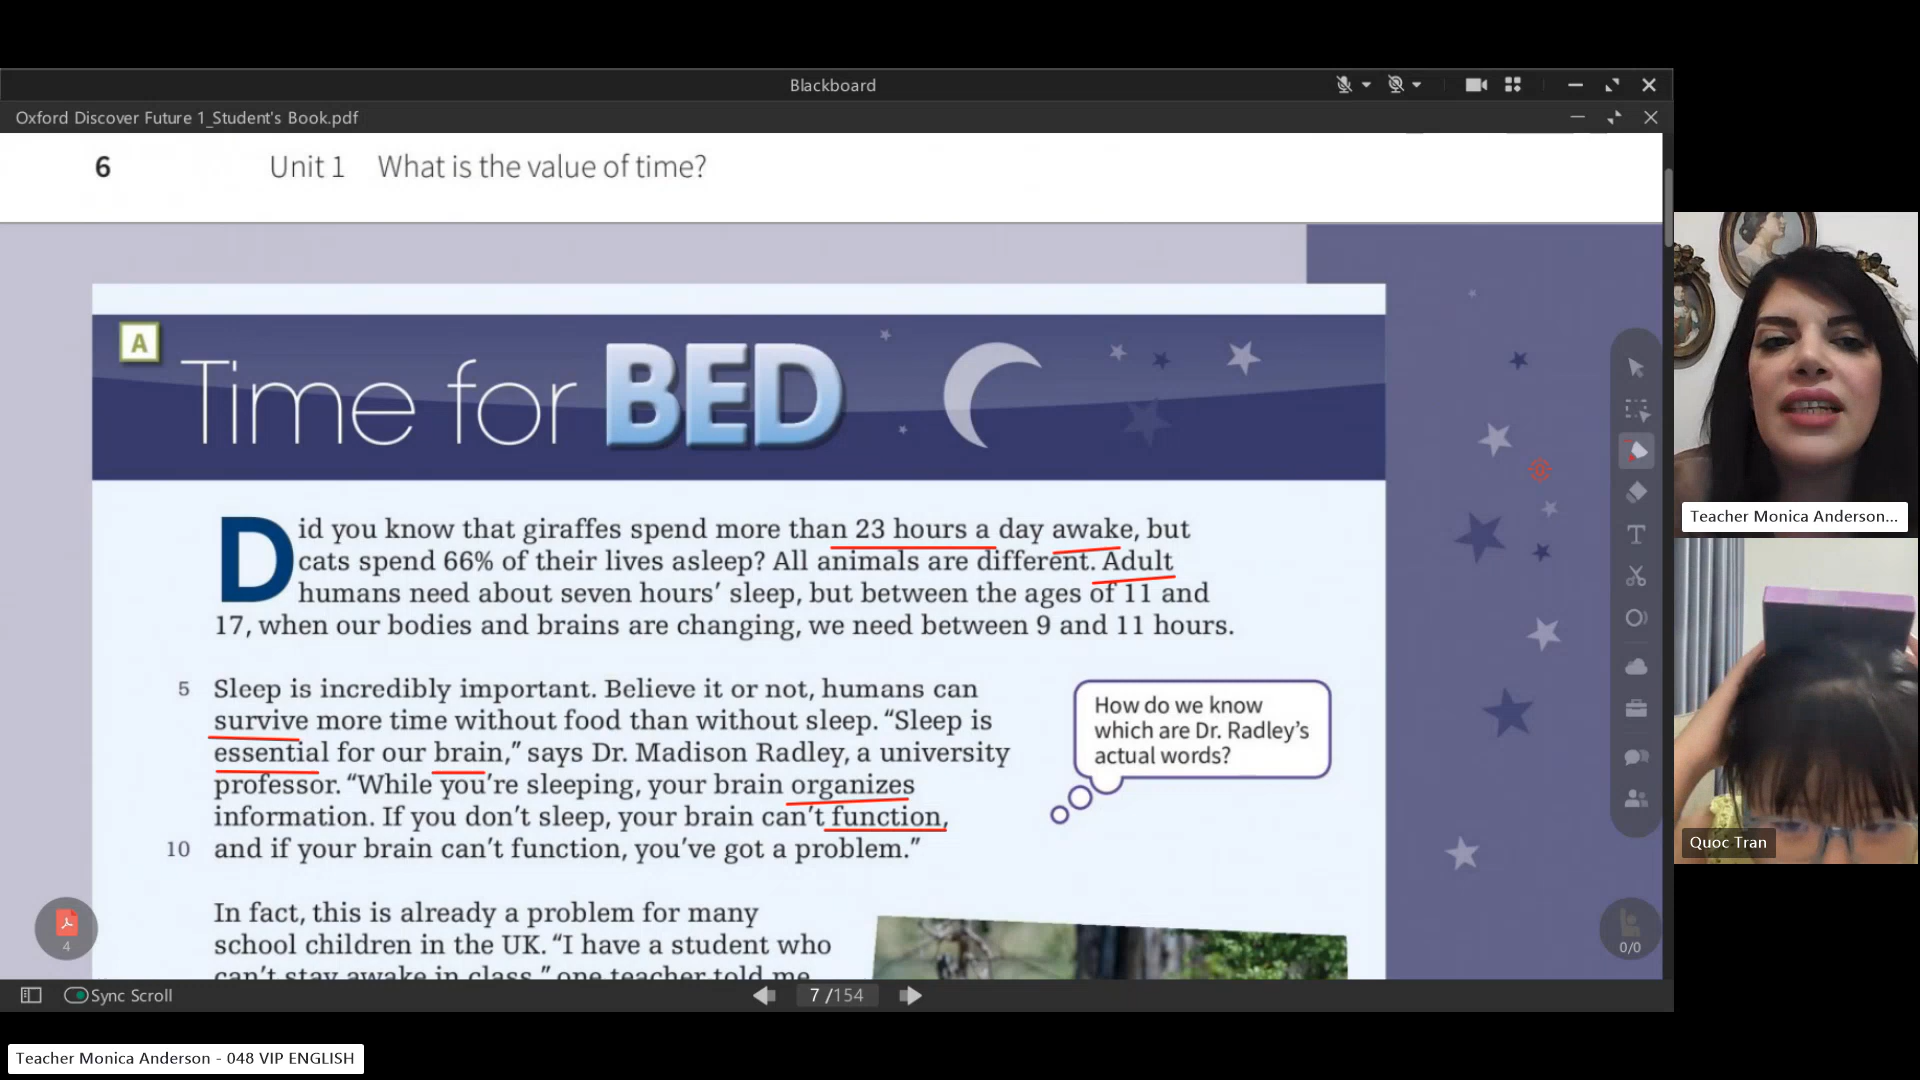 Blackboard
Oxford Discover Future 1_Student's Book.pdf
6 Unit 1 What is the value of time?
A
Time for BED
Did you know that giraffes spend more than 23 hours a day awake, but
cats spend 66% of their lives asleep? All animals are different. Adult
humans need about seven hours' sleep, but between the ages of 11 and
17, when our bodies and brains are changing, we need between 9 and 11 hours.
5 Sleep is incredibly important. Believe it or not, humans can
survive more time without food than without sleep. “Sleep is
essential for our brain,” says Dr. Madison Radley, a university
professor. “While you're sleeping, your brain organizes
information. If you don't sleep, your brain can't function,
10 and if your brain can't function, you've got a problem.”
How do we know
which are Dr. Radley's
actual words?
In fact, this is already a problem for many
school children in the UK. “I have a student who
can't stay awake in class,” one teacher told me
4
0/0
Sync Scroll
7 /154
Teacher Monica Anderson...
Quoc Tran
Teacher Monica Anderson - 048 VIP ENGLISH